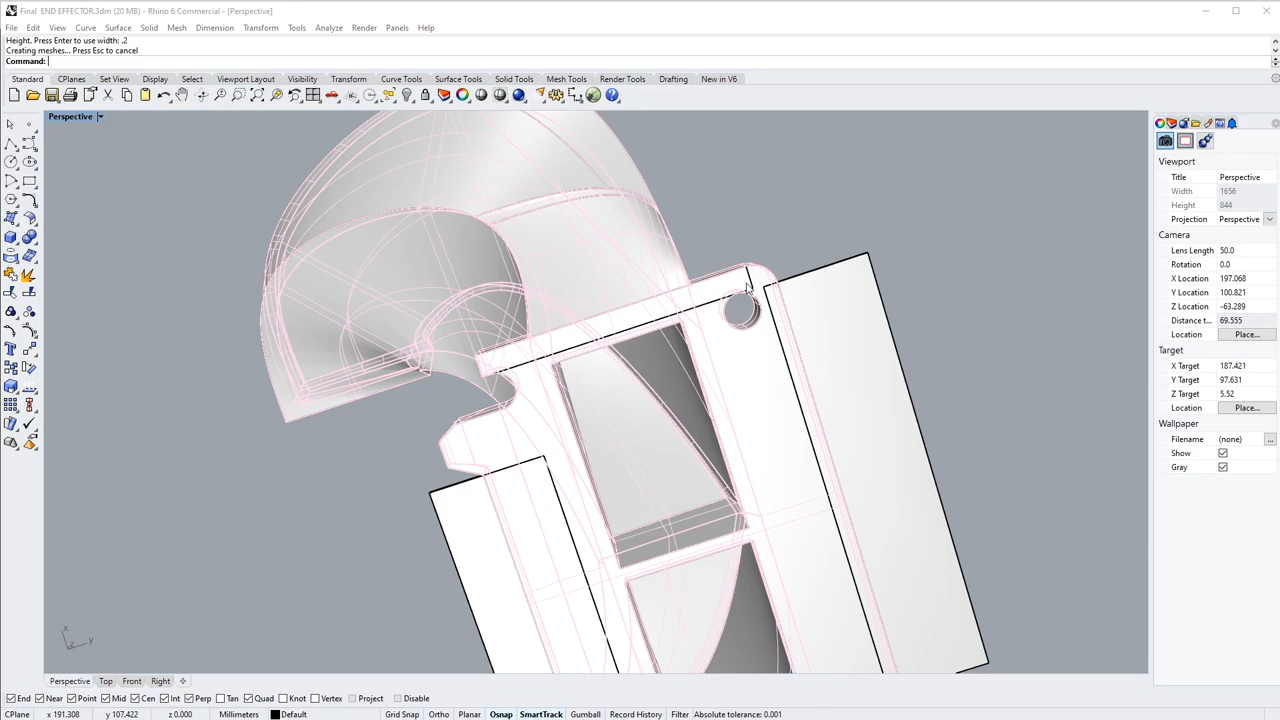 Final END EFFECTOR.3dm (20 MB) - Rhino 6 Commercial - [Perspective]
File Edit View Curve Surface Solid Mesh Dimension Transform Tools Analyze Render Panels Help
Height. Press Enter to use width: .2
Creating meshes... Press Esc to cancel
Command:
Standard CPlanes Set View Display Select Viewport Layout Visibility Transform Curve Tools Surface Tools Solid Tools Mesh Tools Render Tools Drafting New in V6
Perspective
Viewport
Title Perspective
Width 1656
Height 844
Projection Perspective
Camera
Lens Length 50.0
Rotation 0.0
X Location 197.068
Y Location 100.821
Z Location -63.289
Distance t... 69.555
Location Place...
Target
X Target 187.421
Y Target 97.631
Z Target 5.52
Location Place...
Wallpaper
Filename (none) ...
Show
Gray
x
z y
Perspective Top Front Right
End Near Point Mid Cen Int Perp Tan Quad Knot Vertex Project Disable
CPlane x 191.308 y 107.422 z 0.000 Millimeters Default Grid Snap Ortho Planar Osnap SmartTrack Gumball Record History Filter Absolute tolerance: 0.001